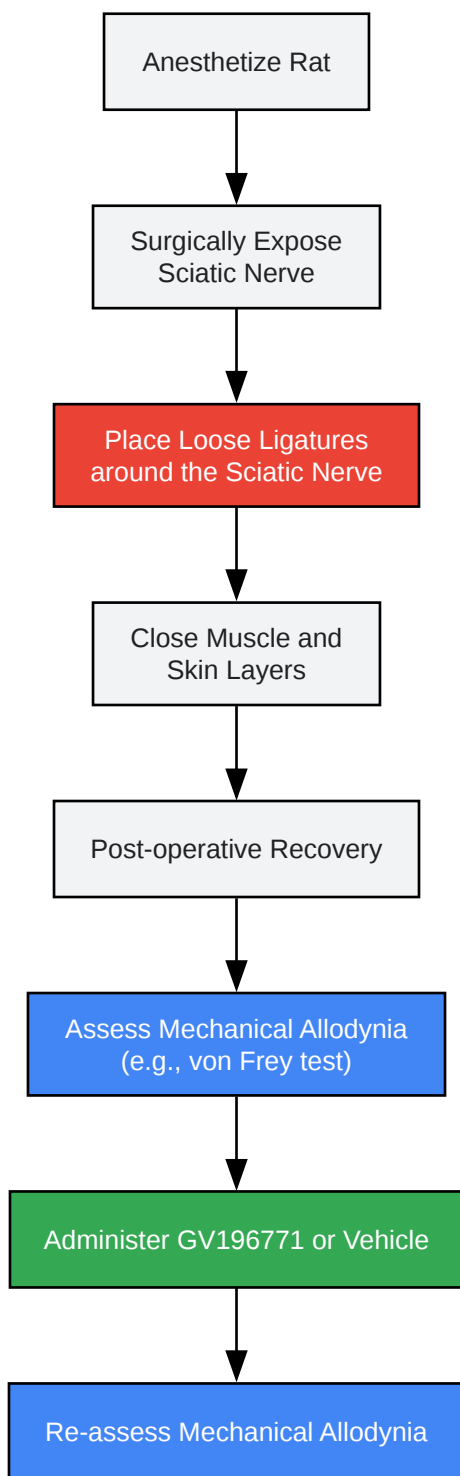 Anesthetize Rat
Surgically Expose
Sciatic Nerve
Place Loose Ligatures
around the Sciatic Nerve
Close Muscle and
Skin Layers
Post-operative Recovery
Assess Mechanical Allodynia
(e.g., von Frey test)
Administer GV196771 or Vehicle
Re-assess Mechanical Allodynia